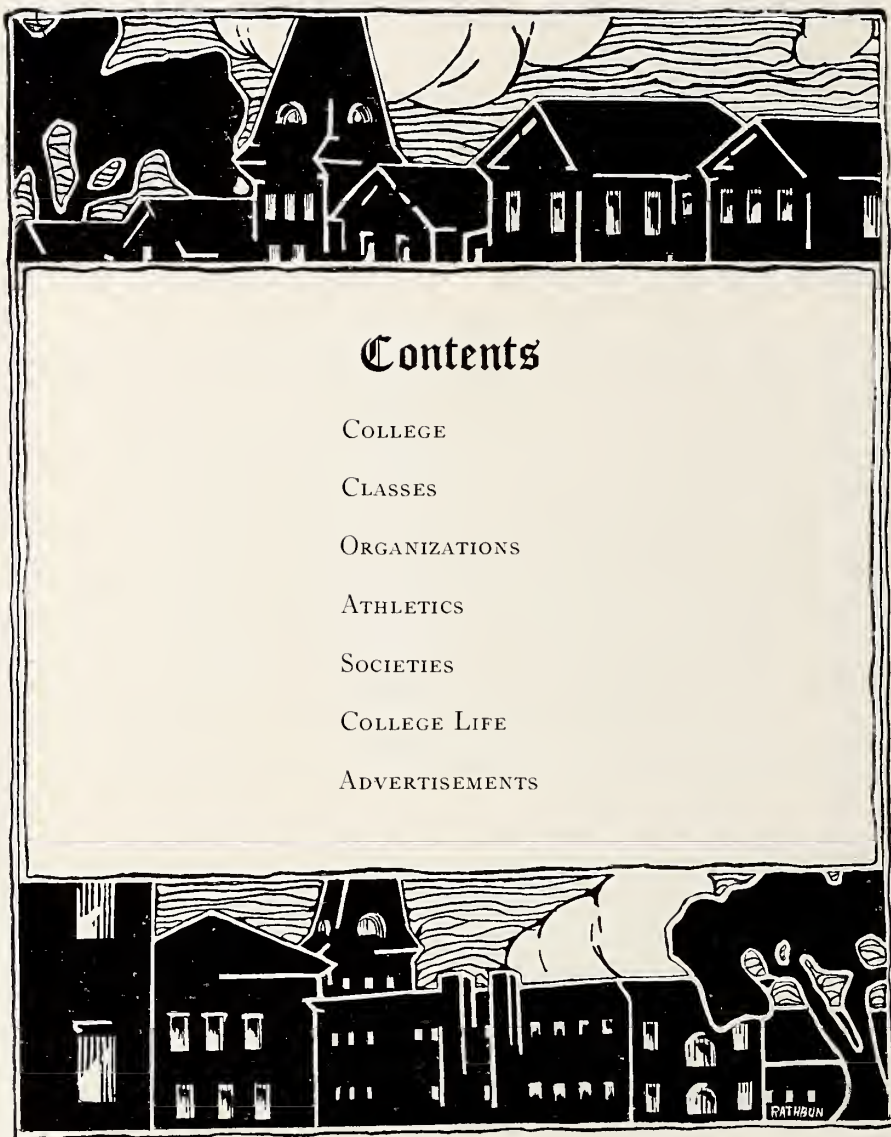 Contents
College
Classes
Organizations
Athletics
Societies
College Life
Advertisements
RATHBUN